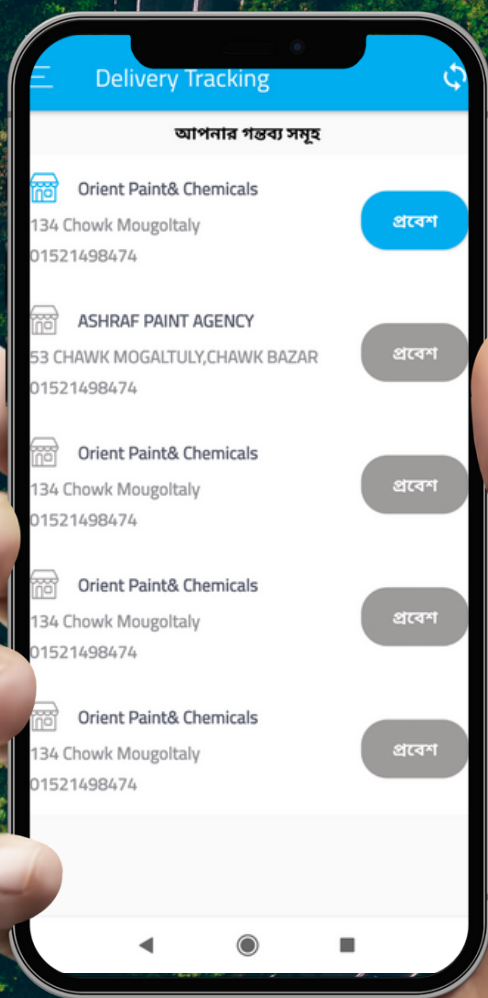 Delivery Tracking
আপনার গন্তব্য সমূহ
Orient Paint& Chemicals
134 Chowk Mougoltaly
01521498474
প্রবেশ
ASHRAF PAINT AGENCY
53 CHAWK MOGALTULY,CHAWK BAZAR
01521498474
প্রবেশ
Orient Paint& Chemicals
134 Chowk Mougoltaly
01521498474
প্রবেশ
Orient Paint& Chemicals
134 Chowk Mougoltaly
01521498474
প্রবেশ
Orient Paint& Chemicals
134 Chowk Mougoltaly
01521498474
প্রবেশ